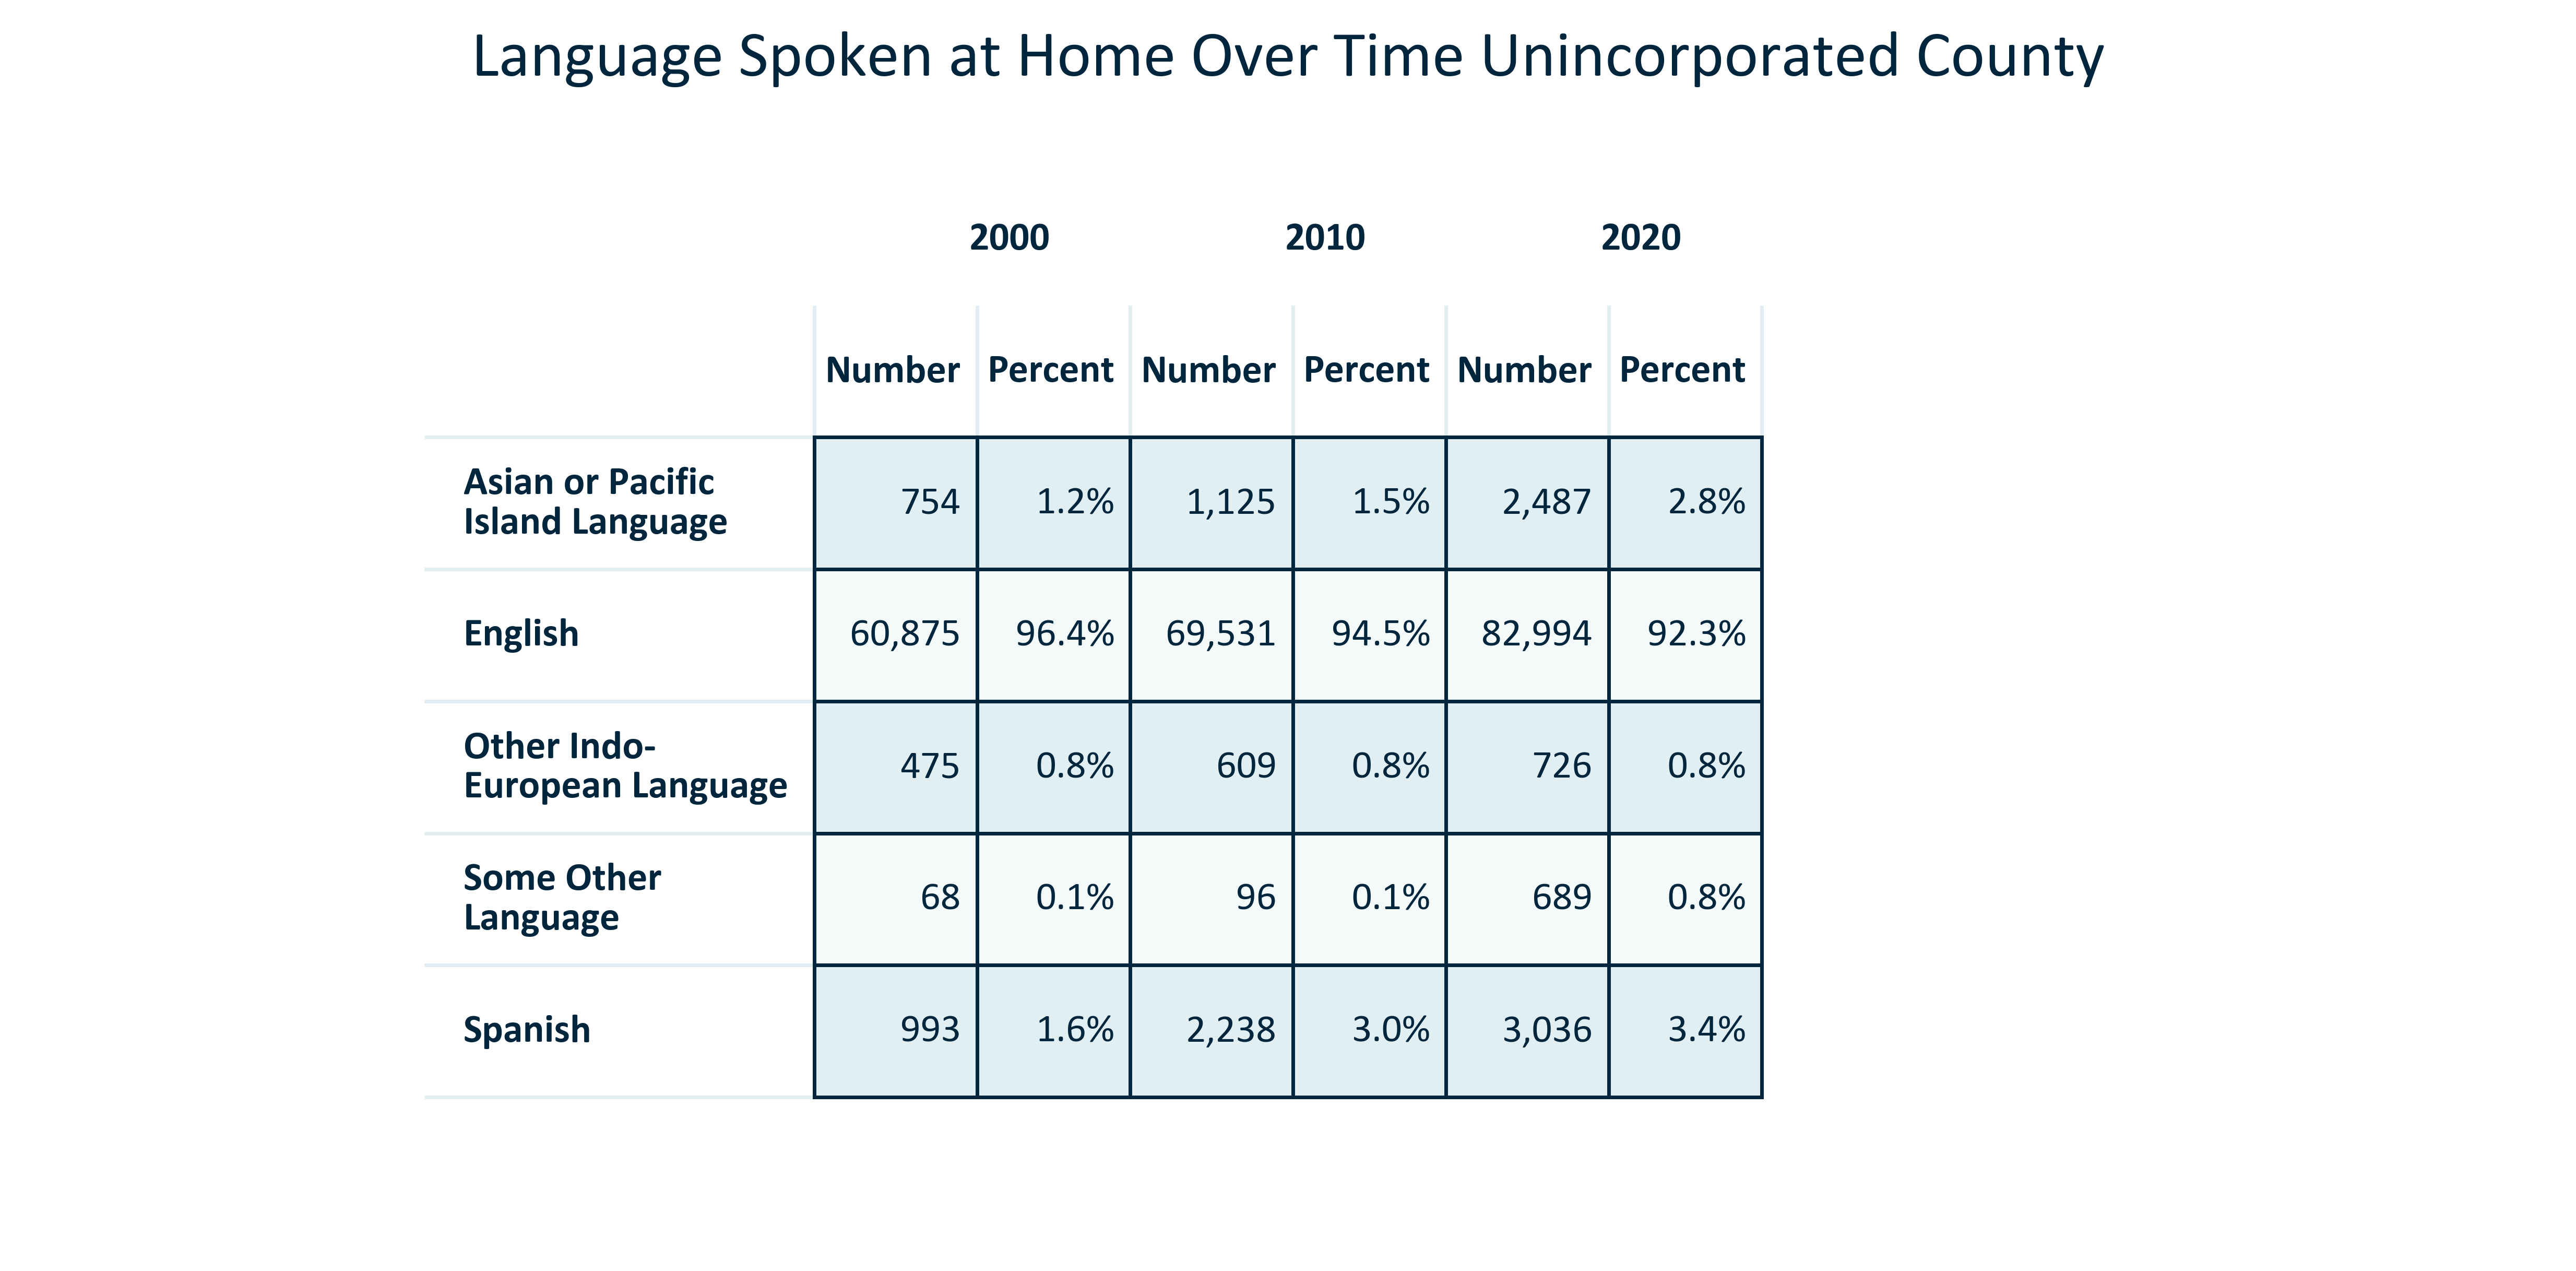 Language Spoken at Home Over Time Unincorporated County
2000 2010 2020
Number Percent Number Percent Number Percent
Asian or Pacific
Island Language
754 1.2% 1,125 1.5% 2,487 2.8%
English 60,875 96.4% 69,531 94.5% 82,994 92.3%
Other Indo-
European Language
475 0.8% 609 0.8% 726 0.8%
Some Other
Language
68 0.1% 96 0.1% 689 0.8%
Spanish 993 1.6% 2,238 3.0% 3,036 3.4%